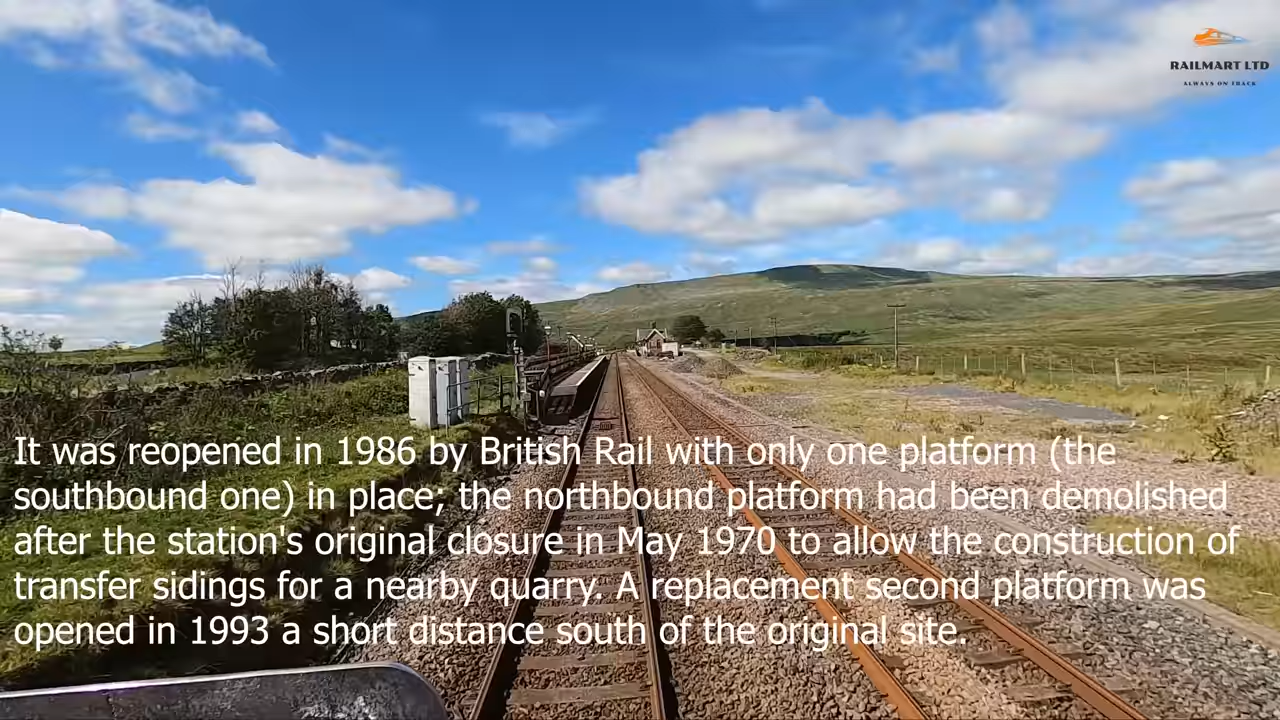 RAILMART LTD
ALWAYS ON TRACK
It was reopened in 1986 by British Rail with only one platform (the
southbound one) in place; the northbound platform had been demolished
after the station's original closure in May 1970 to allow the construction of
transfer sidings for a nearby quarry. A replacement second platform was
opened in 1993 a short distance south of the original site.